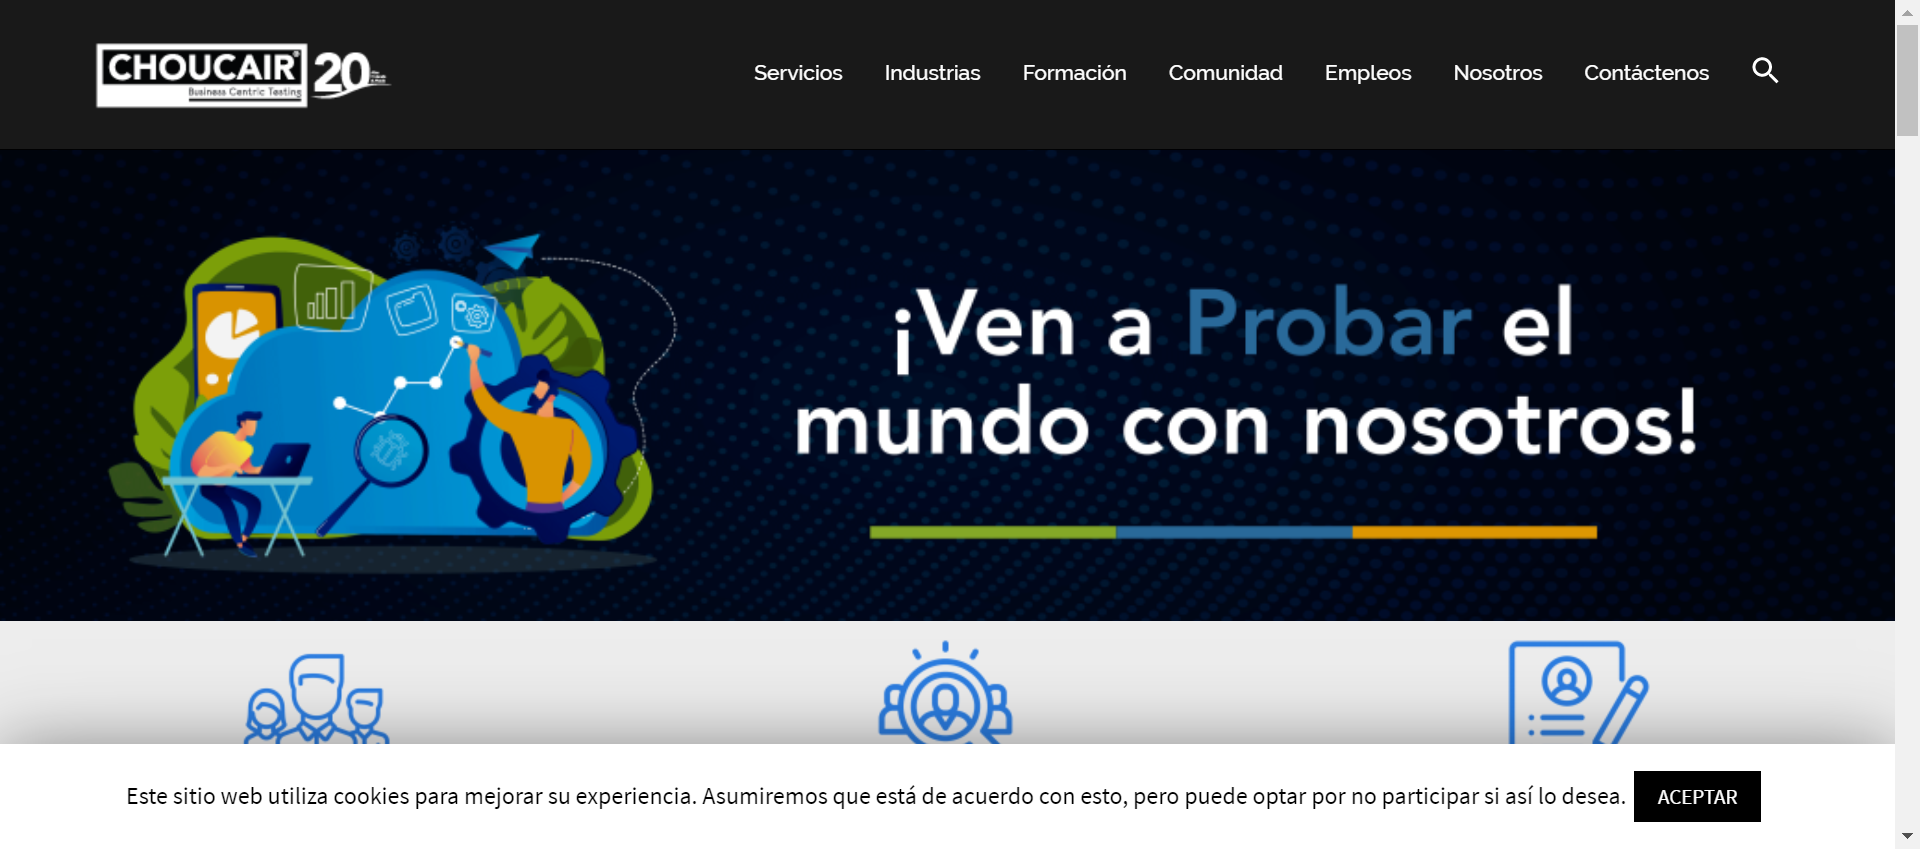 CHOUCAIR®
Business Centric Testing
20
Servicios Industrias Formación Comunidad Empleos Nosotros Contáctenos
¡Ven a Probar el
mundo con nosotros!
Este sitio web utiliza cookies para mejorar su experiencia. Asumiremos que está de acuerdo con esto, pero puede optar por no participar si así lo desea. ACEPTAR